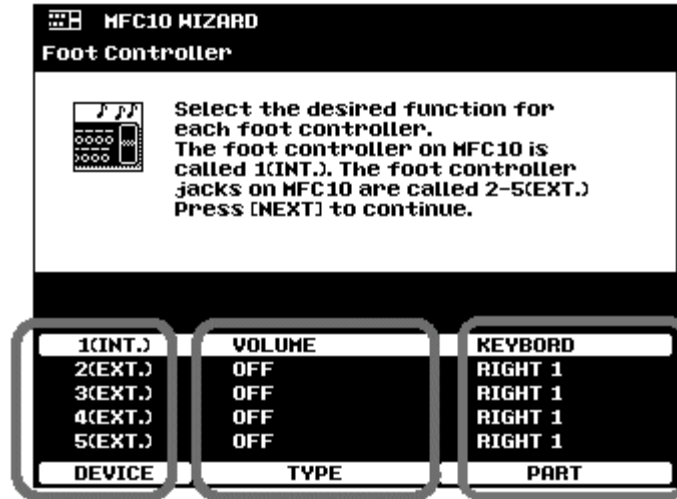 MFC10 WIZARD
Foot Controller
Select the desired function for
each foot controller.
The foot controller on MFC10 is
called 1(INT.). The foot controller
jacks on MFC10 are called 2-5(EXT.)
Press [NEXT] to continue.
1(INT.) VOLUME KEYBORD
2(EXT.) OFF RIGHT 1
3(EXT.) OFF RIGHT 1
4(EXT.) OFF RIGHT 1
5(EXT.) OFF RIGHT 1
DEVICE TYPE PART